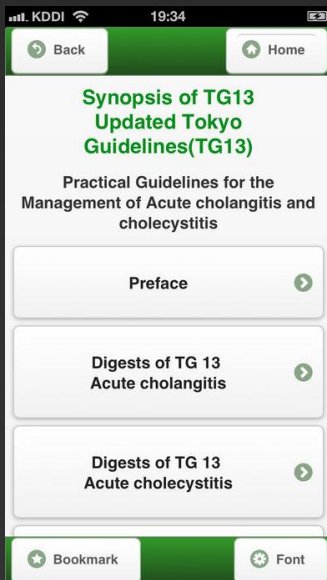 KDDI 19:34
Back Home
Synopsis of TG13
Updated Tokyo
Guidelines(TG13)
Practical Guidelines for the
Management of Acute cholangitis and
cholecystitis
Preface
Digests of TG 13
Acute cholangitis
Digests of TG 13
Acute cholecystitis
Bookmark Font